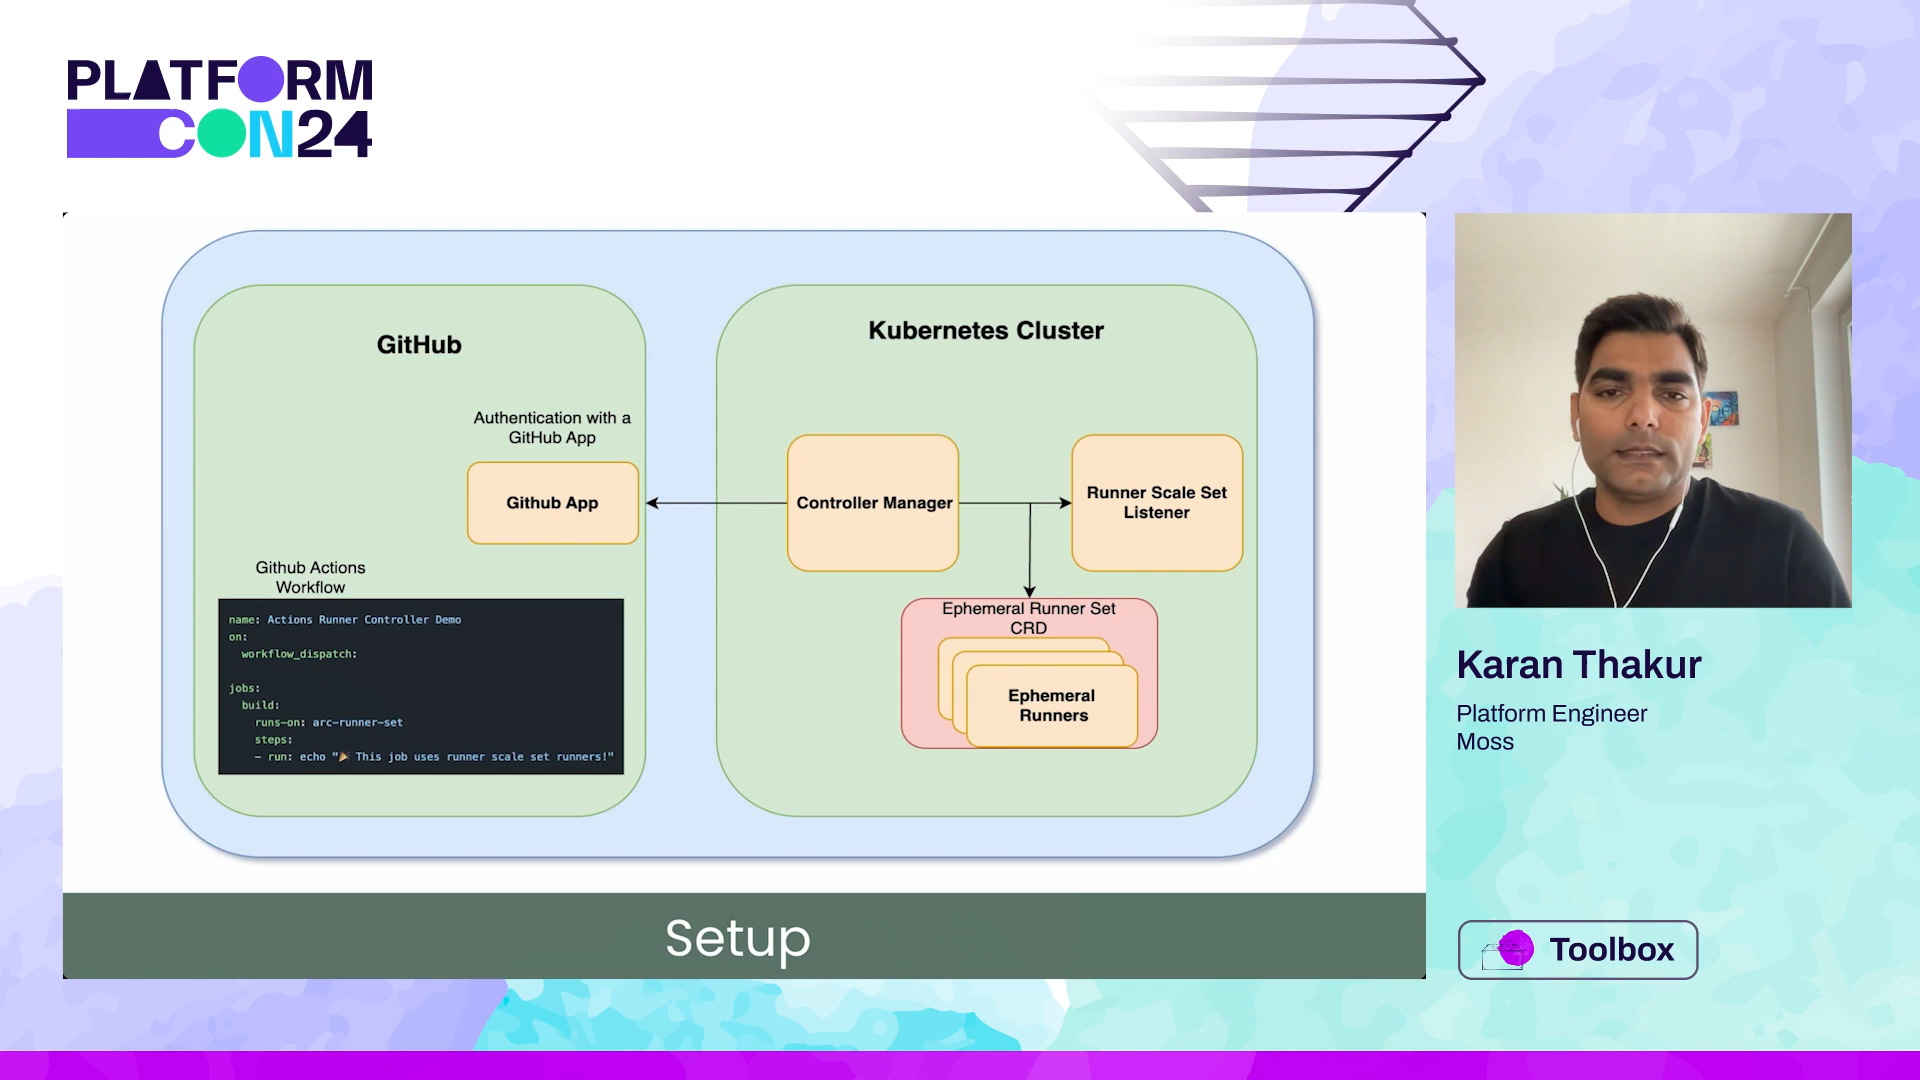 PLATFORM
CON24
GitHub
Authentication with a
GitHub App
Github App
Github Actions
Workflow
name: Actions Runner Controller Demo
on:
workflow_dispatch:
jobs:
build:
runs-on: arc-runner-set
steps:
- run: echo "🎉 This job uses runner scale set runners!"
Kubernetes Cluster
Controller Manager
Runner Scale Set
Listener
Ephemeral Runner Set
CRD
Ephemeral
Runners
Setup
Karan Thakur
Platform Engineer
Moss
Toolbox